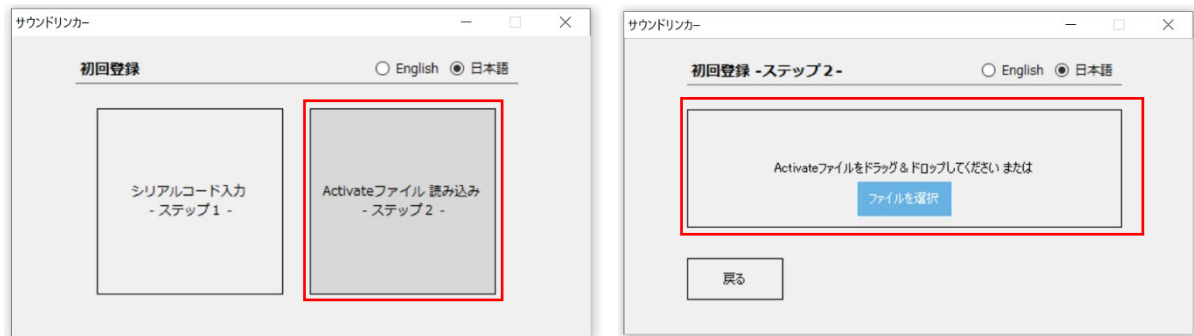 サウンドリンカー
初回登録
English 日本語
シリアルコード入力
- ステップ1 -
Activateファイル 読み込み
- ステップ2 -
サウンドリンカー
初回登録 -ステップ2-
English 日本語
Activateファイルをドラッグ＆ドロップしてください または
ファイルを選択
戻る